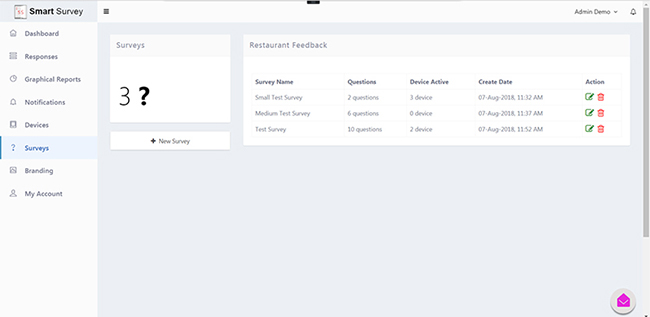 SS Smart Survey
Admin Demo
Dashboard
Responses
Graphical Reports
Notifications
Devices
Surveys
Branding
My Account
Surveys
3 ?
+ New Survey
Restaurant Feedback
Survey Name Questions Device Active Create Date Action
Small Test Survey 2 questions 3 device 07-Aug-2018, 11:32 AM
Medium Test Survey 6 questions 0 device 07-Aug-2018, 11:37 AM
Test Survey 10 questions 2 device 07-Aug-2018, 11:52 AM